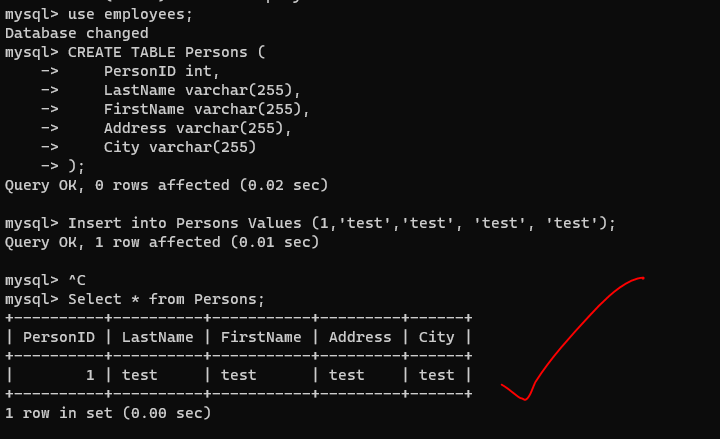 mysql> use employees;
Database changed
mysql> CREATE TABLE Persons (
    ->     PersonID int,
    ->     LastName varchar(255),
    ->     FirstName varchar(255),
    ->     Address varchar(255),
    ->     City varchar(255)
    -> );
Query OK, 0 rows affected (0.02 sec)

mysql> Insert into Persons Values (1,'test','test', 'test', 'test');
Query OK, 1 row affected (0.01 sec)

mysql> ^C
mysql> Select * from Persons;
+----------+----------+-----------+---------+------+
| PersonID | LastName | FirstName | Address | City |
+----------+----------+-----------+---------+------+
|        1 | test     | test      | test    | test |
+----------+----------+-----------+---------+------+
1 row in set (0.00 sec)